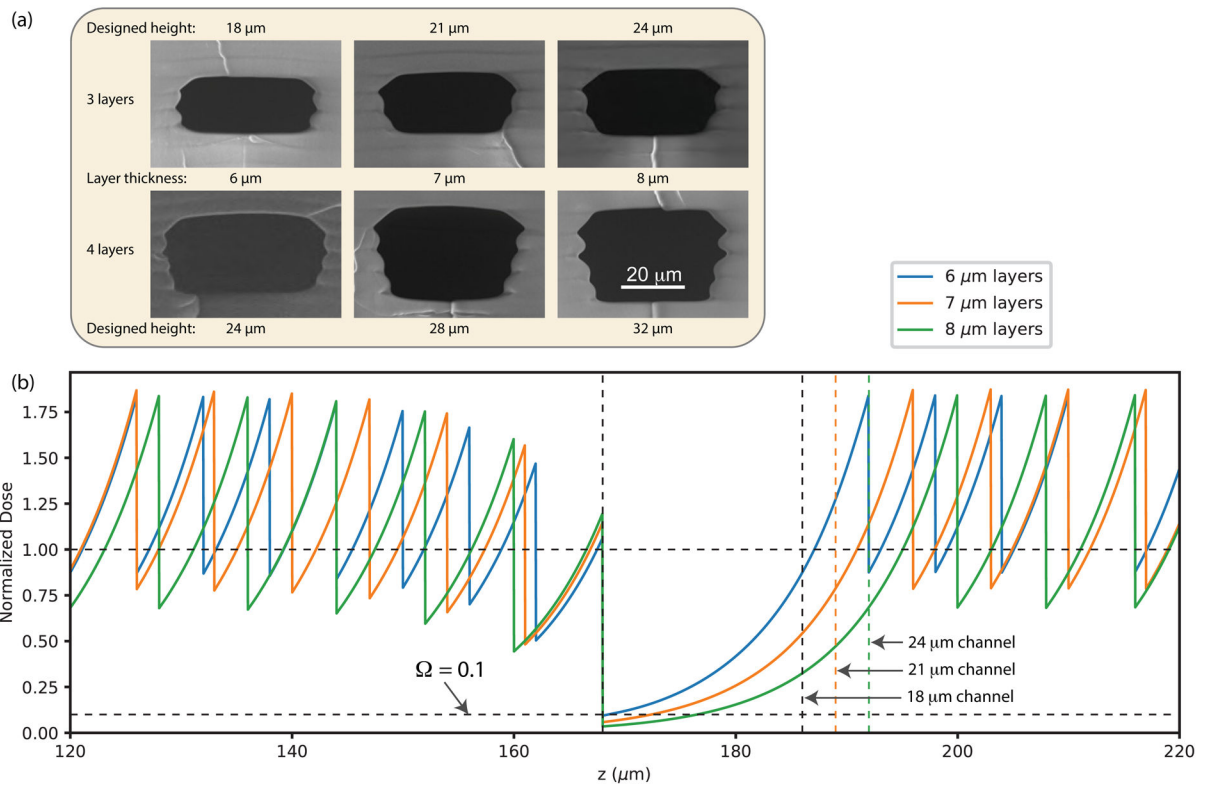 (a)
Designed height: 18 μm 21 μm 24 μm
3 layers
Layer thickness: 6 μm 7 μm 8 μm
4 layers
20 μm
Designed height: 24 μm 28 μm 32 μm
6 μm layers
7 μm layers
8 μm layers
(b)
Normalized Dose
1.75
1.50
1.25
1.00
0.75
0.50
0.25
0.00
Ω = 0.1
24 μm channel
21 μm channel
18 μm channel
120 140 160 180 200 220
z (μm)